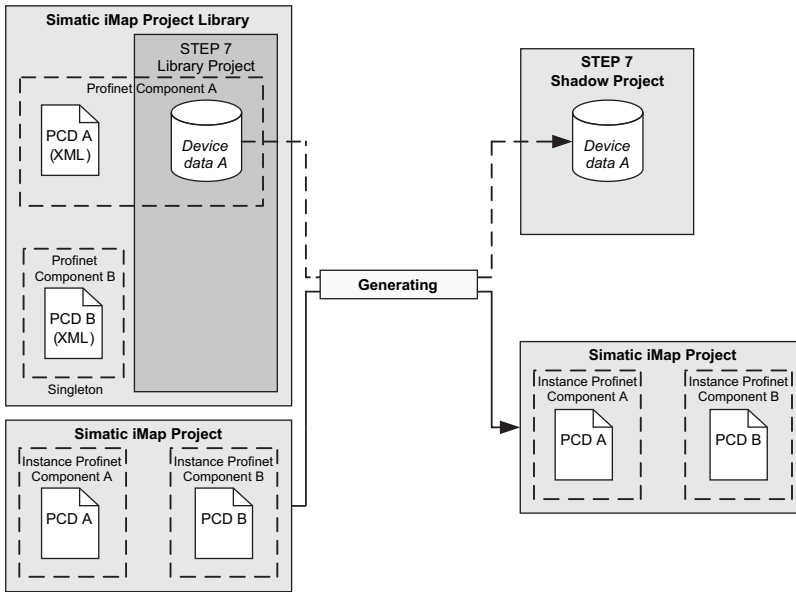 Simatic iMap Project Library
STEP 7
Library Project
Profinet Component A
PCD A
(XML)
Device
data A
Profinet
Component B
PCD B
(XML)
Singleton
Simatic iMap Project
Instance Profinet
Component A
PCD A
Instance Profinet
Component B
PCD B
Generating
STEP 7
Shadow Project
Device
data A
Simatic iMap Project
Instance Profinet
Component A
PCD A
Instance Profinet
Component B
PCD B